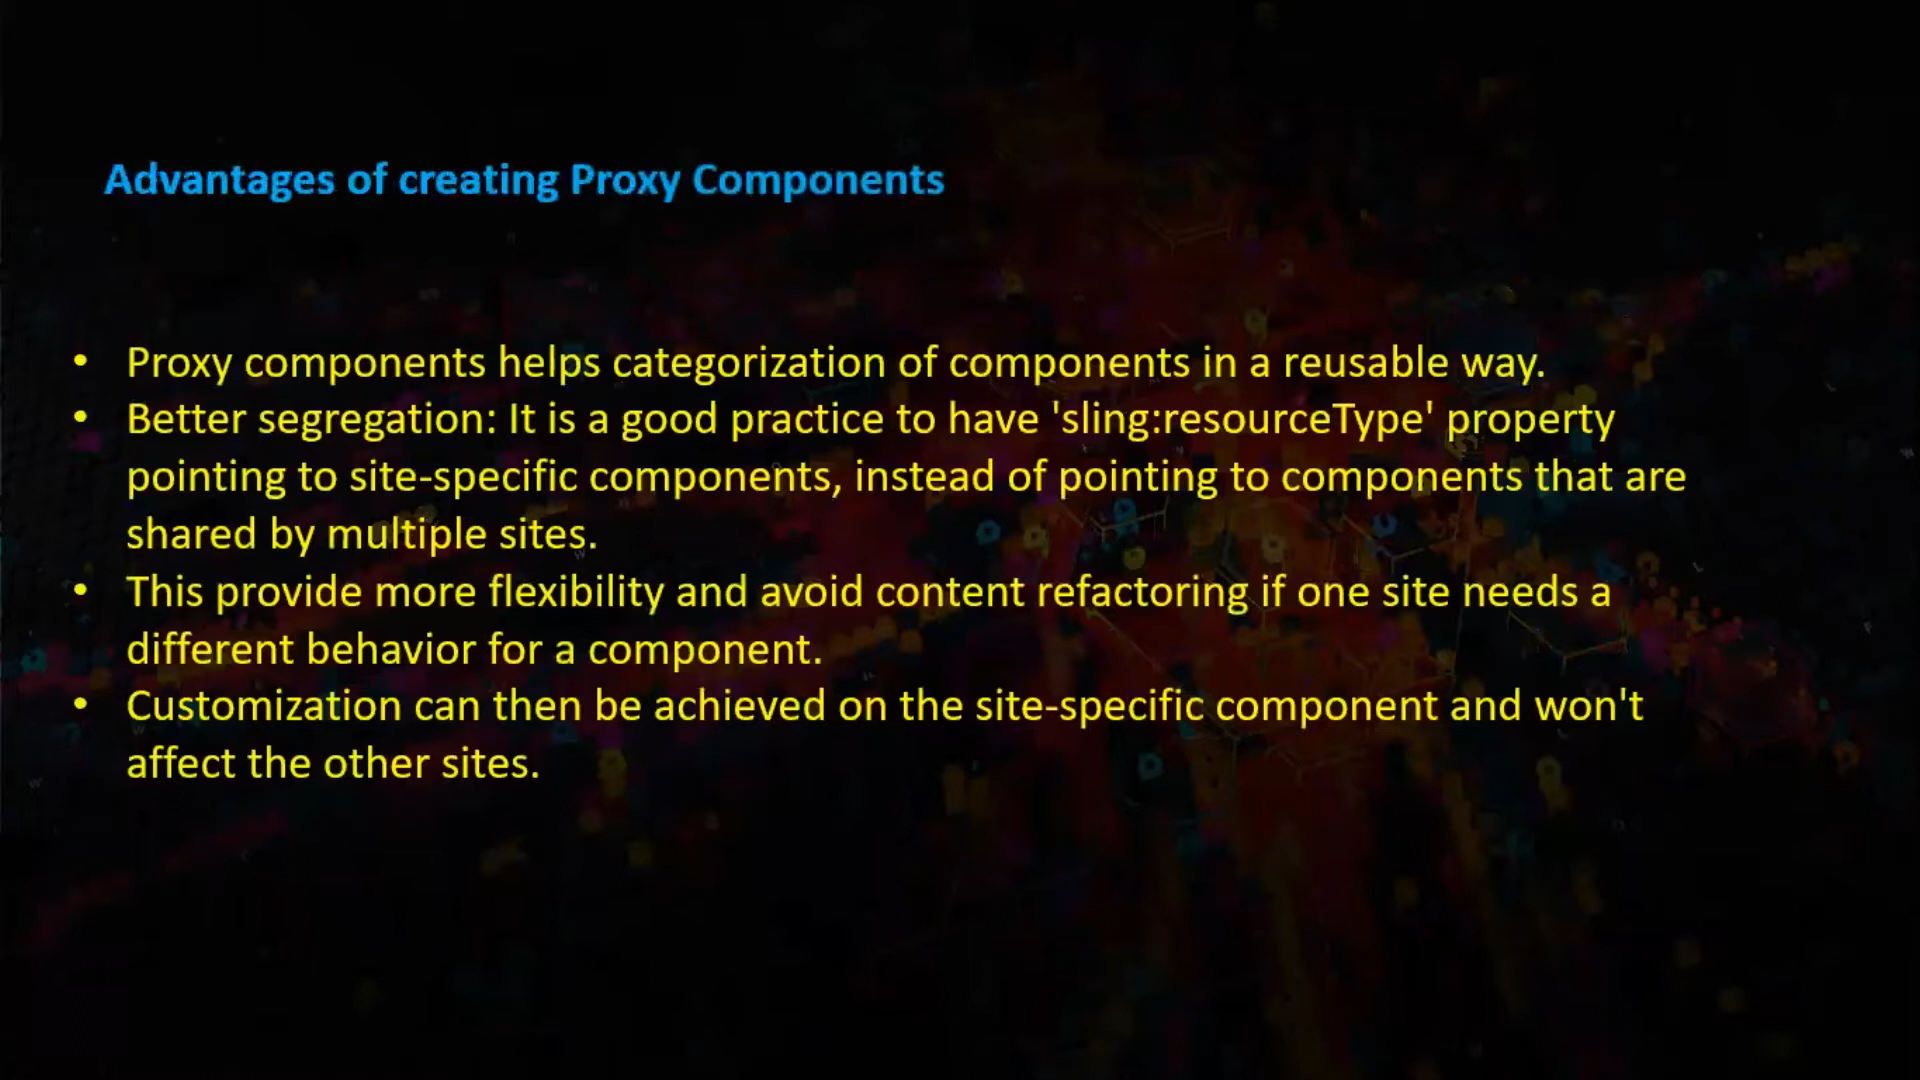 Advantages of creating Proxy Components
• Proxy components helps categorization of components in a reusable way.
• Better segregation: It is a good practice to have 'sling:resourceType' property
pointing to site-specific components, instead of pointing to components that are
shared by multiple sites.
• This provide more flexibility and avoid content refactoring if one site needs a
different behavior for a component.
• Customization can then be achieved on the site-specific component and won't
affect the other sites.